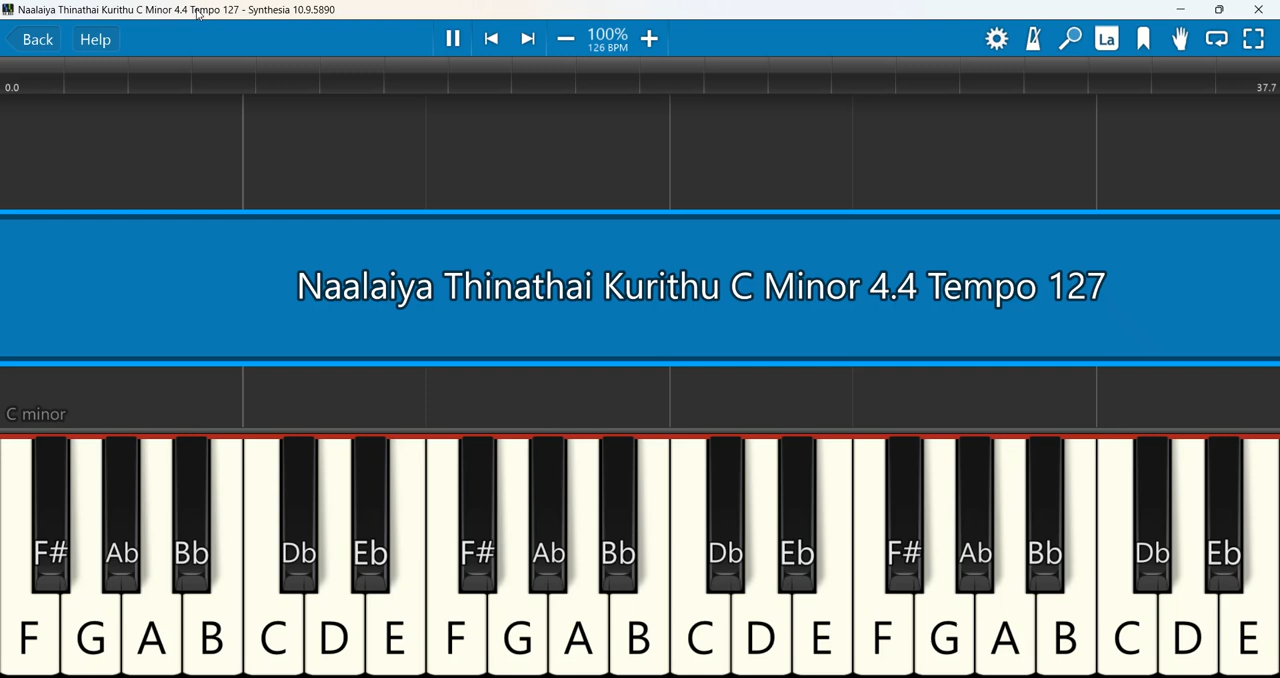 Naalaiya Thinathai Kurithu C Minor 4.4 Tempo 127 - Synthesia 10.9.5890
Back Help 100% La
126 BPM
0.0 37.7
Naalaiya Thinathai Kurithu C Minor 4.4 Tempo 127
C minor
F# Ab Bb Db Eb F# Ab Bb Db Eb F# Ab Bb Db Eb
F G A B C D E F G A B C D E F G A B C D E